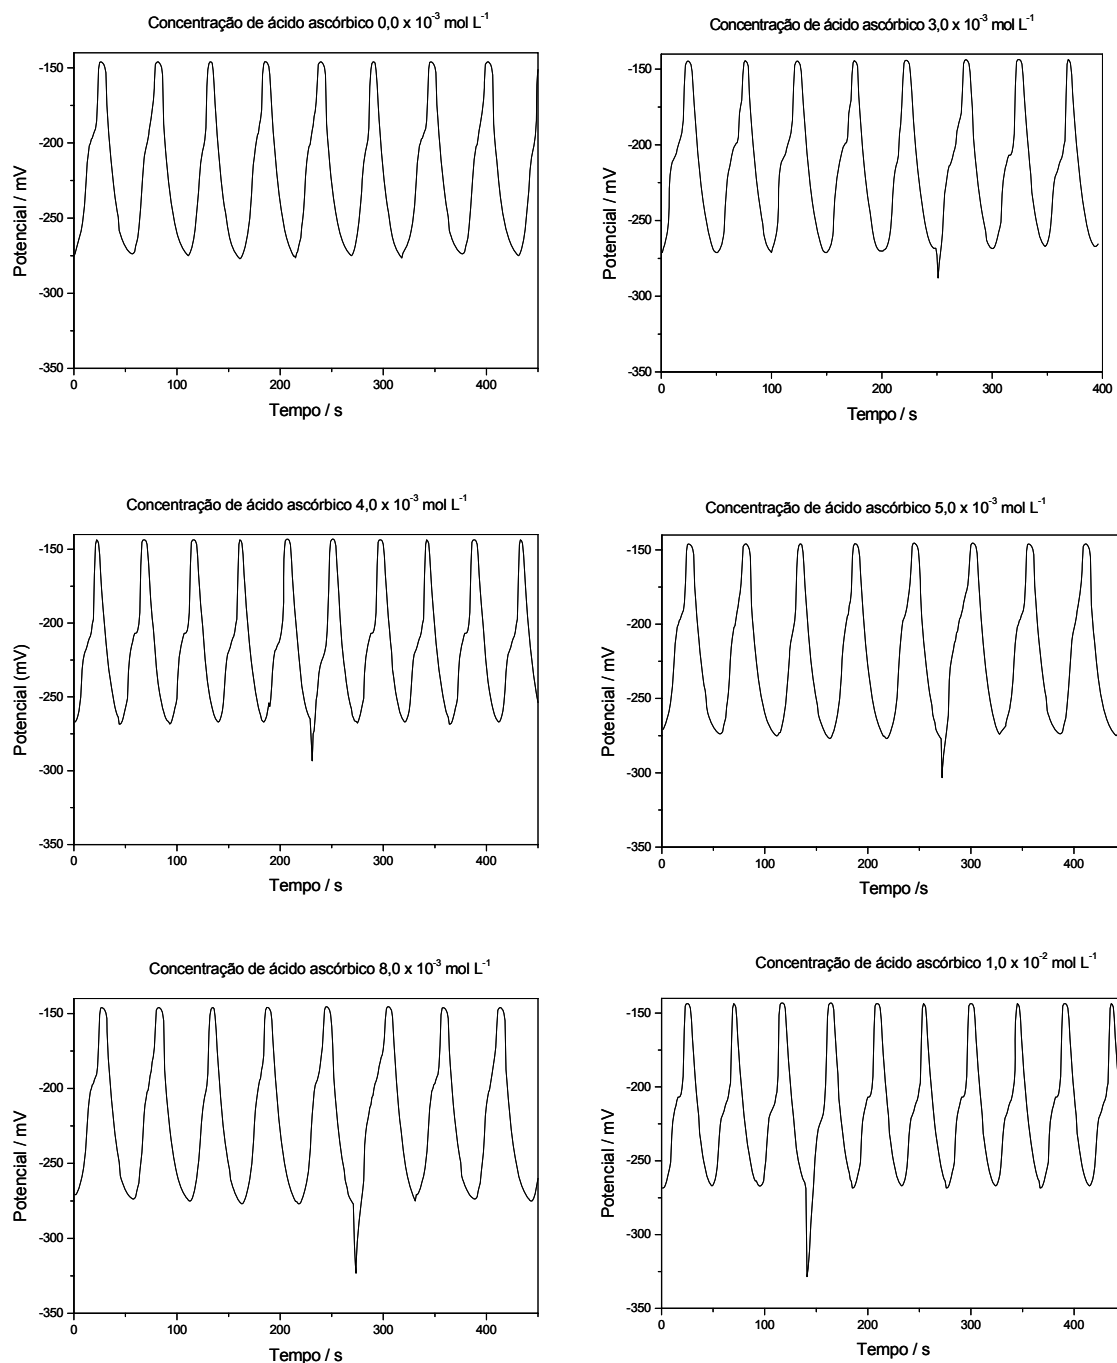 Concentração de ácido ascórbico 0,0 x 10⁻³ mol L⁻¹
-150
-200
-250
-300
-350
Potencial / mV
0 100 200 300 400
Tempo / s
Concentração de ácido ascórbico 3,0 x 10⁻³ mol L⁻¹
-150
-200
-250
-300
-350
Potencial / mV
0 100 200 300 400
Tempo / s
Concentração de ácido ascórbico 4,0 x 10⁻³ mol L⁻¹
-150
-200
-250
-300
-350
Potencial (mV)
0 100 200 300 400
Tempo / s
Concentração de ácido ascórbico 5,0 x 10⁻³ mol L⁻¹
-150
-200
-250
-300
-350
Potencial / mV
0 100 200 300 400
Tempo /s
Concentração de ácido ascórbico 8,0 x 10⁻³ mol L⁻¹
-150
-200
-250
-300
-350
Potencial / mV
0 100 200 300 400
Tempo / s
Concentração de ácido ascórbico 1,0 x 10⁻² mol L⁻¹
-150
-200
-250
-300
-350
Potencial / mV
0 100 200 300 400
Tempo / s